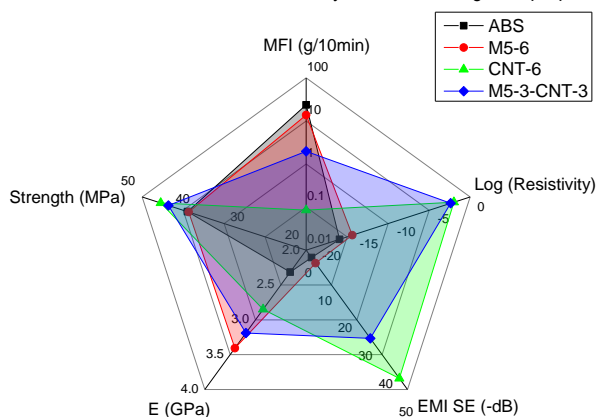 ABS
M5-6
CNT-6
M5-3-CNT-3
MFI (g/10min)
100
10
1
0.1
0.01
Log (Resistivity)
0
-5
-10
-15
-20
EMI SE (-dB)
0
10
20
30
40
50
E (GPa)
2.0
2.5
3.0
3.5
4.0
Strength (MPa)
50
40
30
20